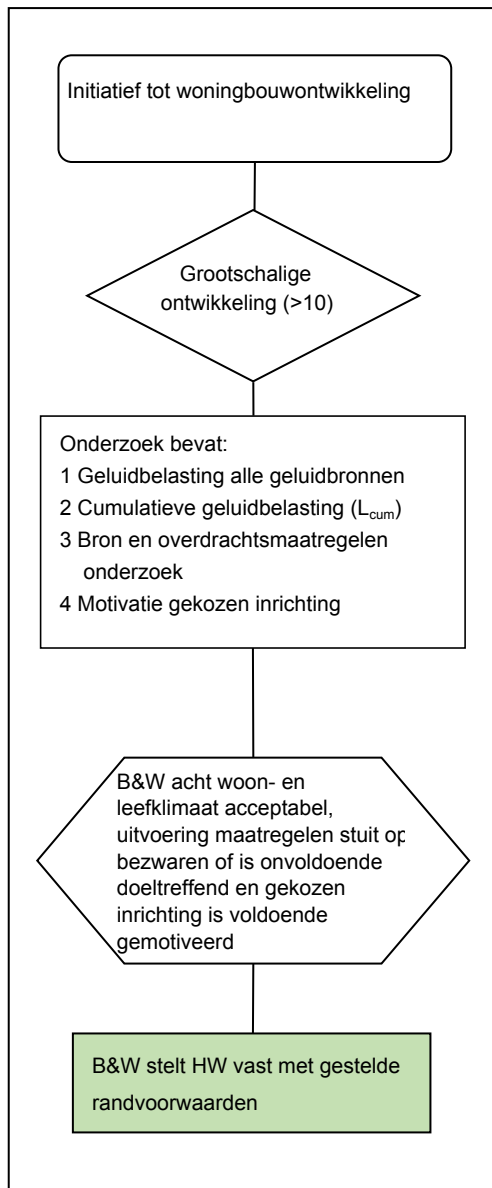 Initiatief tot woningbouwontwikkeling
Grootschalige
ontwikkeling (>10)
Onderzoek bevat:
1 Geluidbelasting alle geluidbronnen
2 Cumulatieve geluidbelasting (Lcum)
3 Bron en overdrachtsmaatregelen
onderzoek
4 Motivatie gekozen inrichting
B&W acht woon- en
leefklimaat acceptabel,
uitvoering maatregelen stuit op
bezwaren of is onvoldoende
doeltreffend en gekozen
inrichting is voldoende
gemotiveerd
B&W stelt HW vast met gestelde
randvoorwaarden